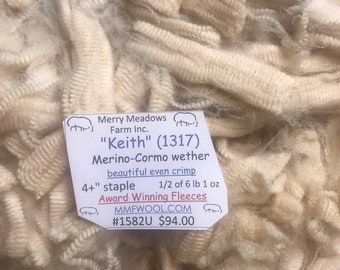 Merry Meadows
Farm Inc.
"Keith" (1317)
Merino-Cormo wether
beautiful even crimp
4+" staple 1/2 of 6 lb 1 oz
Award Winning Fleeces
MMFWOOL.COM
#1582U $94.00